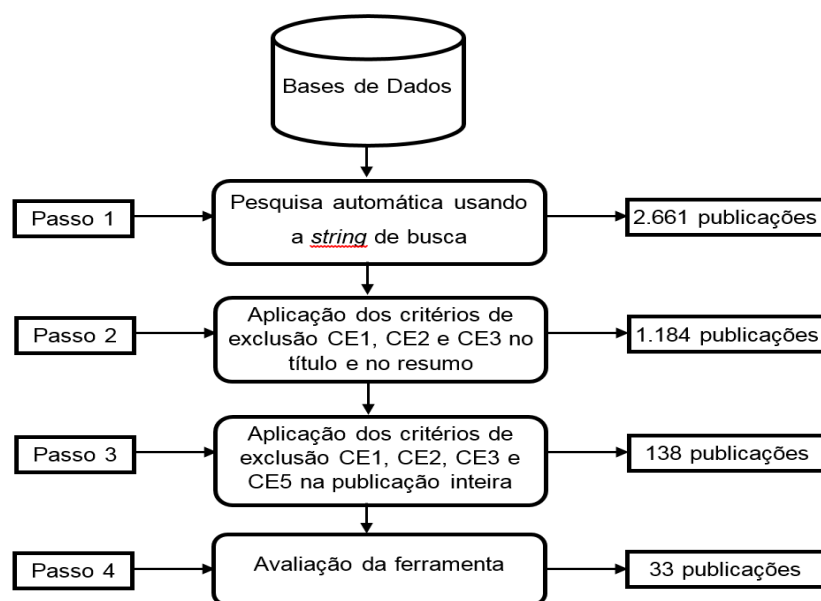 Bases de Dados
Passo 1
Pesquisa automática usando
a string de busca
2.661 publicações
Passo 2
Aplicação dos critérios de
exclusão CE1, CE2 e CE3 no
título e no resumo
1.184 publicações
Passo 3
Aplicação dos critérios de
exclusão CE1, CE2, CE3 e
CE5 na publicação inteira
138 publicações
Passo 4
Avaliação da ferramenta
33 publicações